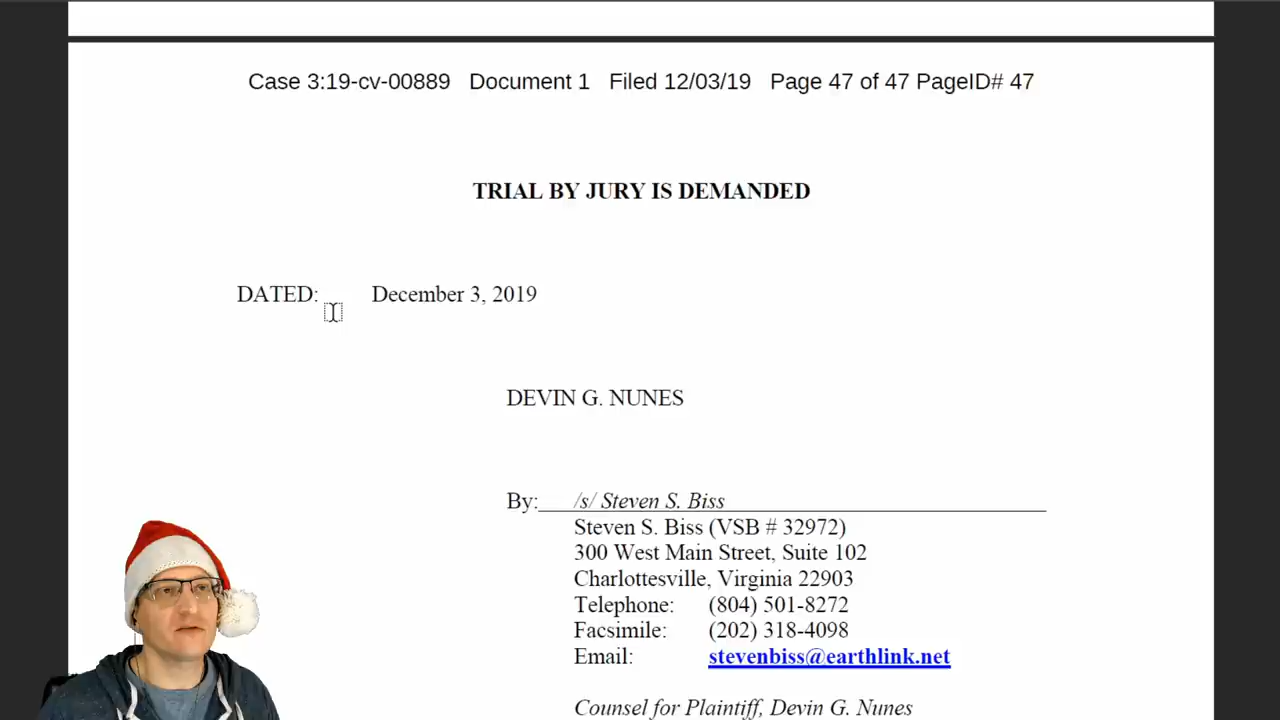 Case 3:19-cv-00889 Document 1 Filed 12/03/19 Page 47 of 47 PageID# 47
TRIAL BY JURY IS DEMANDED
DATED: December 3, 2019
DEVIN G. NUNES
By: /s/ Steven S. Biss
Steven S. Biss (VSB # 32972)
300 West Main Street, Suite 102
Charlottesville, Virginia 22903
Telephone: (804) 501-8272
Facsimile: (202) 318-4098
Email: stevenbiss@earthlink.net
Counsel for Plaintiff, Devin G. Nunes